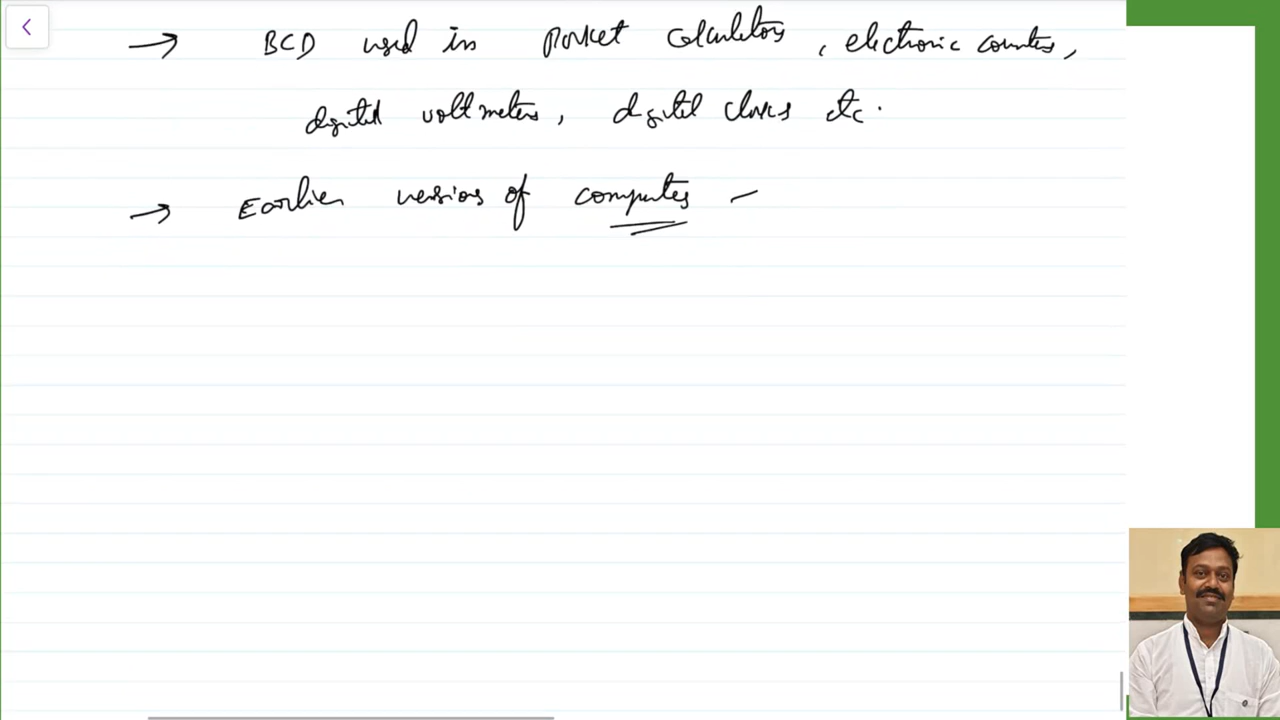 → BCD used in Pocket calculators, electronic counters,
digital voltmeters, digital clocks etc.
→ Earlier versions of computers -